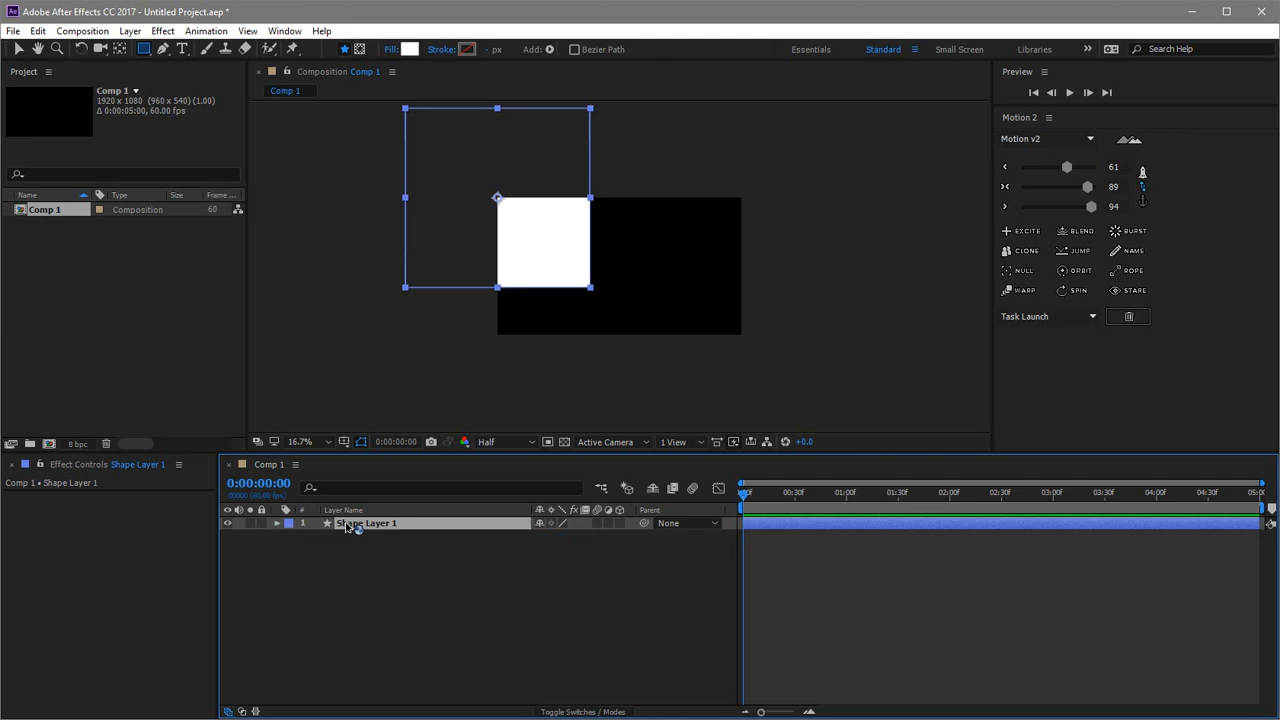 Ae Adobe After Effects CC 2017 - Untitled Project.aep *
File Edit Composition Layer Effect Animation View Window Help
Fill: Stroke: - px Add: Bezier Path Essentials Standard Small Screen Libraries Search Help
Project
Comp 1
1920 x 1080 (960 x 540) (1.00)
Δ 0:00:05:00, 60.00 fps
Name Type Size Frame ...
Comp 1 Composition 60
8 bpc
Composition Comp 1
Comp 1
16.7% 0:00:00:00 Half Active Camera 1 View +0.0
Preview
Motion 2
Motion v2
61
89
94
EXCITE BLEND BURST
CLONE JUMP NAME
NULL ORBIT ROPE
WARP SPIN STARE
Task Launch
Effect Controls Shape Layer 1
Comp 1 • Shape Layer 1
Comp 1
0:00:00:00
00000 (60.00 fps)
# Layer Name Parent
1 Shape Layer 1 None
00:30f 01:00f 01:30f 02:00f 02:30f 03:00f 03:30f 04:00f 04:30f
Toggle Switches / Modes